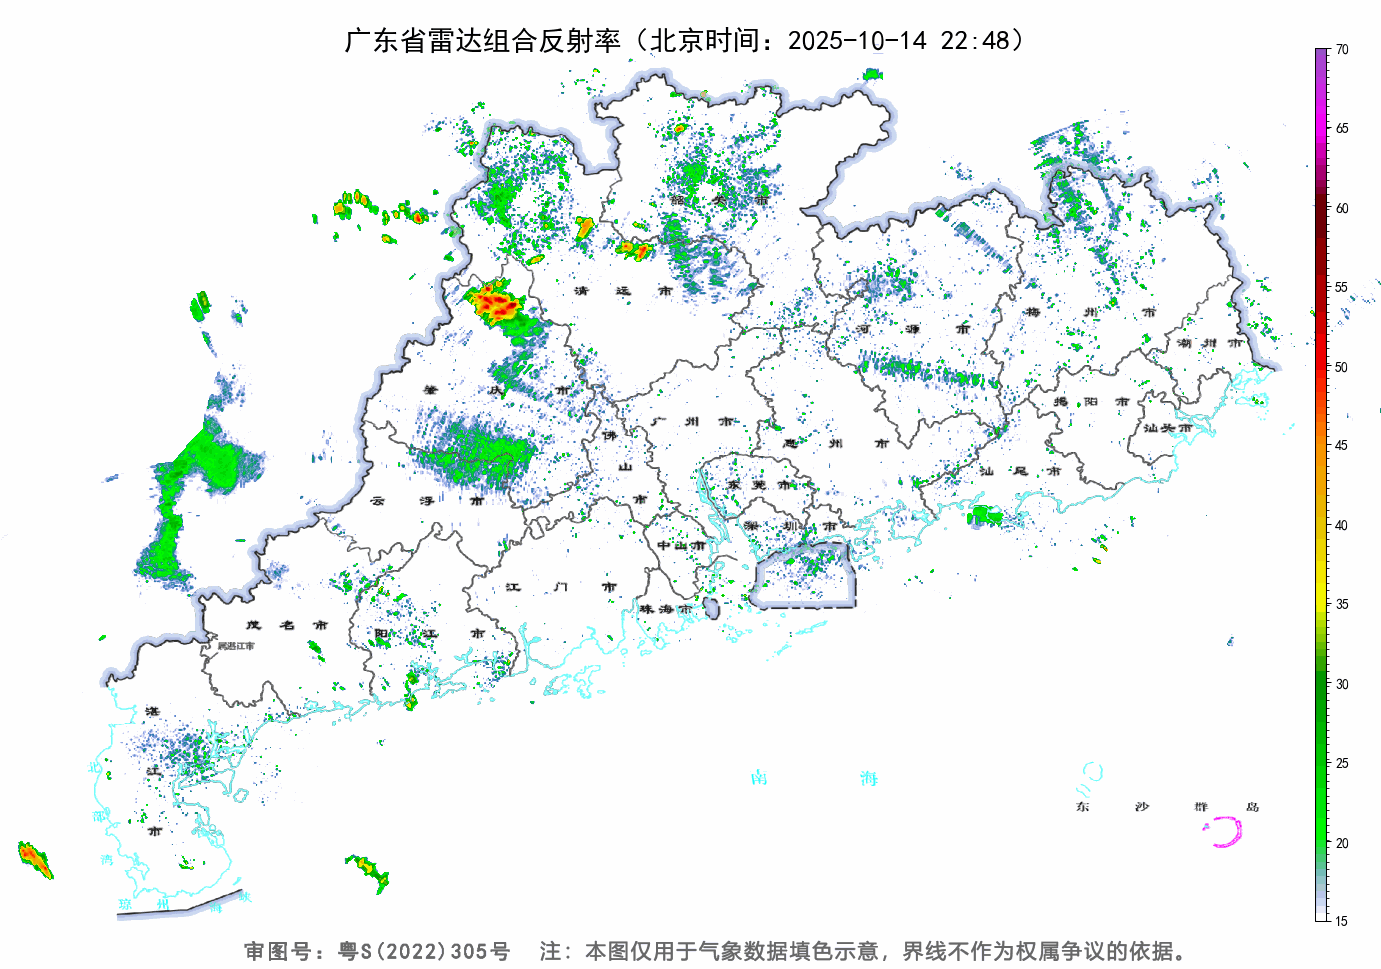 广东省雷达组合反射率（北京时间：2025-10-14 22:48）
70
65
60
55
50
45
40
35
30
25
20
15
韶关市
清远市
河源市
梅州市
潮州市
肇庆市
广州市
佛山市
惠州市
揭阳市
汕头市
汕尾市
云浮市
东莞市
深圳市
中山市
江门市
珠海市
茂名市
属湛江市
阳江市
湛江市
北部湾
琼州海峡
南海
东沙群岛
审图号：粤S(2022)305号 注：本图仅用于气象数据填色示意，界线不作为权属争议的依据。